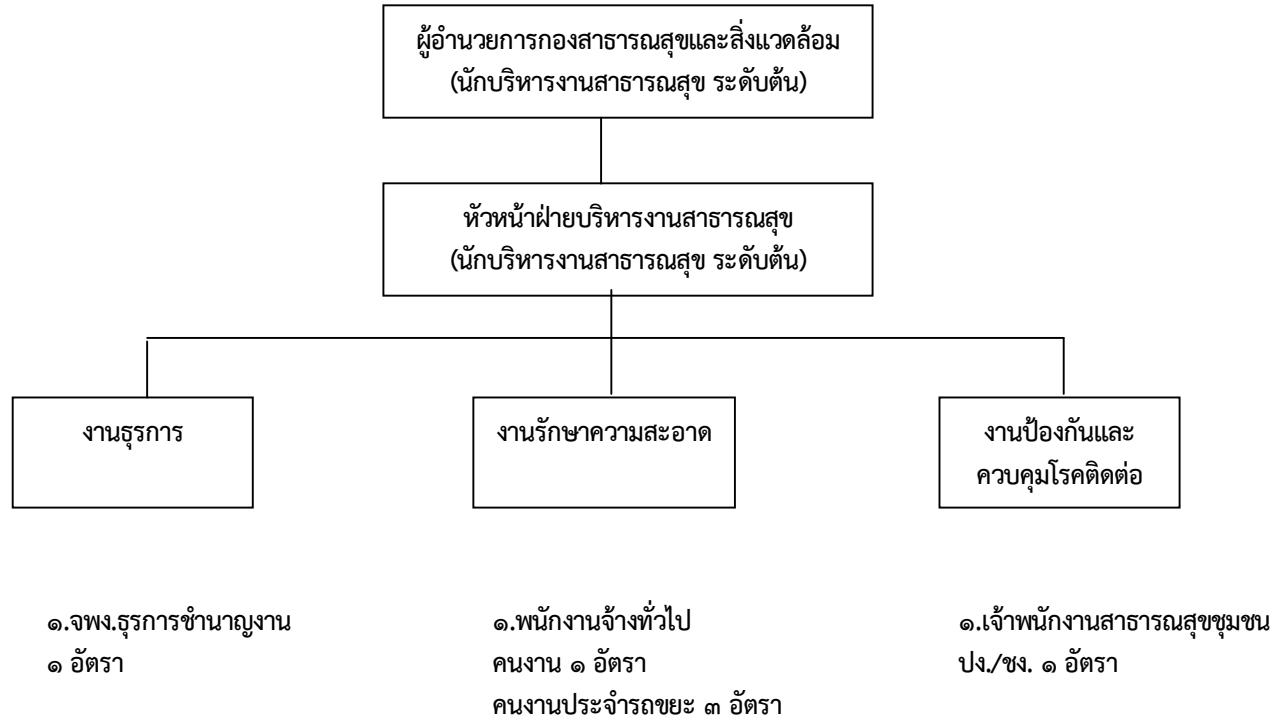 ผู้อำนวยการกองสาธารณสุขและสิ่งแวดล้อม
(นักบริหารงานสาธารณสุข ระดับต้น)
หัวหน้าฝ่ายบริหารงานสาธารณสุข
(นักบริหารงานสาธารณสุข ระดับต้น)
งานธุรการ
งานรักษาความสะอาด
งานป้องกันและ
ควบคุมโรคติดต่อ
๑.จพง.ธุรการชำนาญงาน
๑ อัตรา
๑.พนักงานจ้างทั่วไป
คนงาน ๑ อัตรา
คนงานประจำรถขยะ ๓ อัตรา
๑.เจ้าพนักงานสาธารณสุขชุมชน
ปง./ชง. ๑ อัตรา